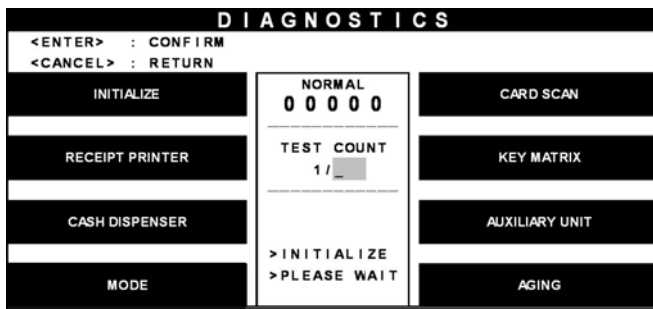 DIAGNOSTICS
<ENTER> : CONFIRM
<CANCEL> : RETURN
INITIALIZE
RECEIPT PRINTER
CASH DISPENSER
MODE
NORMAL
00000
TEST COUNT
1/_
>INITIALIZE
>PLEASE WAIT
CARD SCAN
KEY MATRIX
AUXILIARY UNIT
AGING